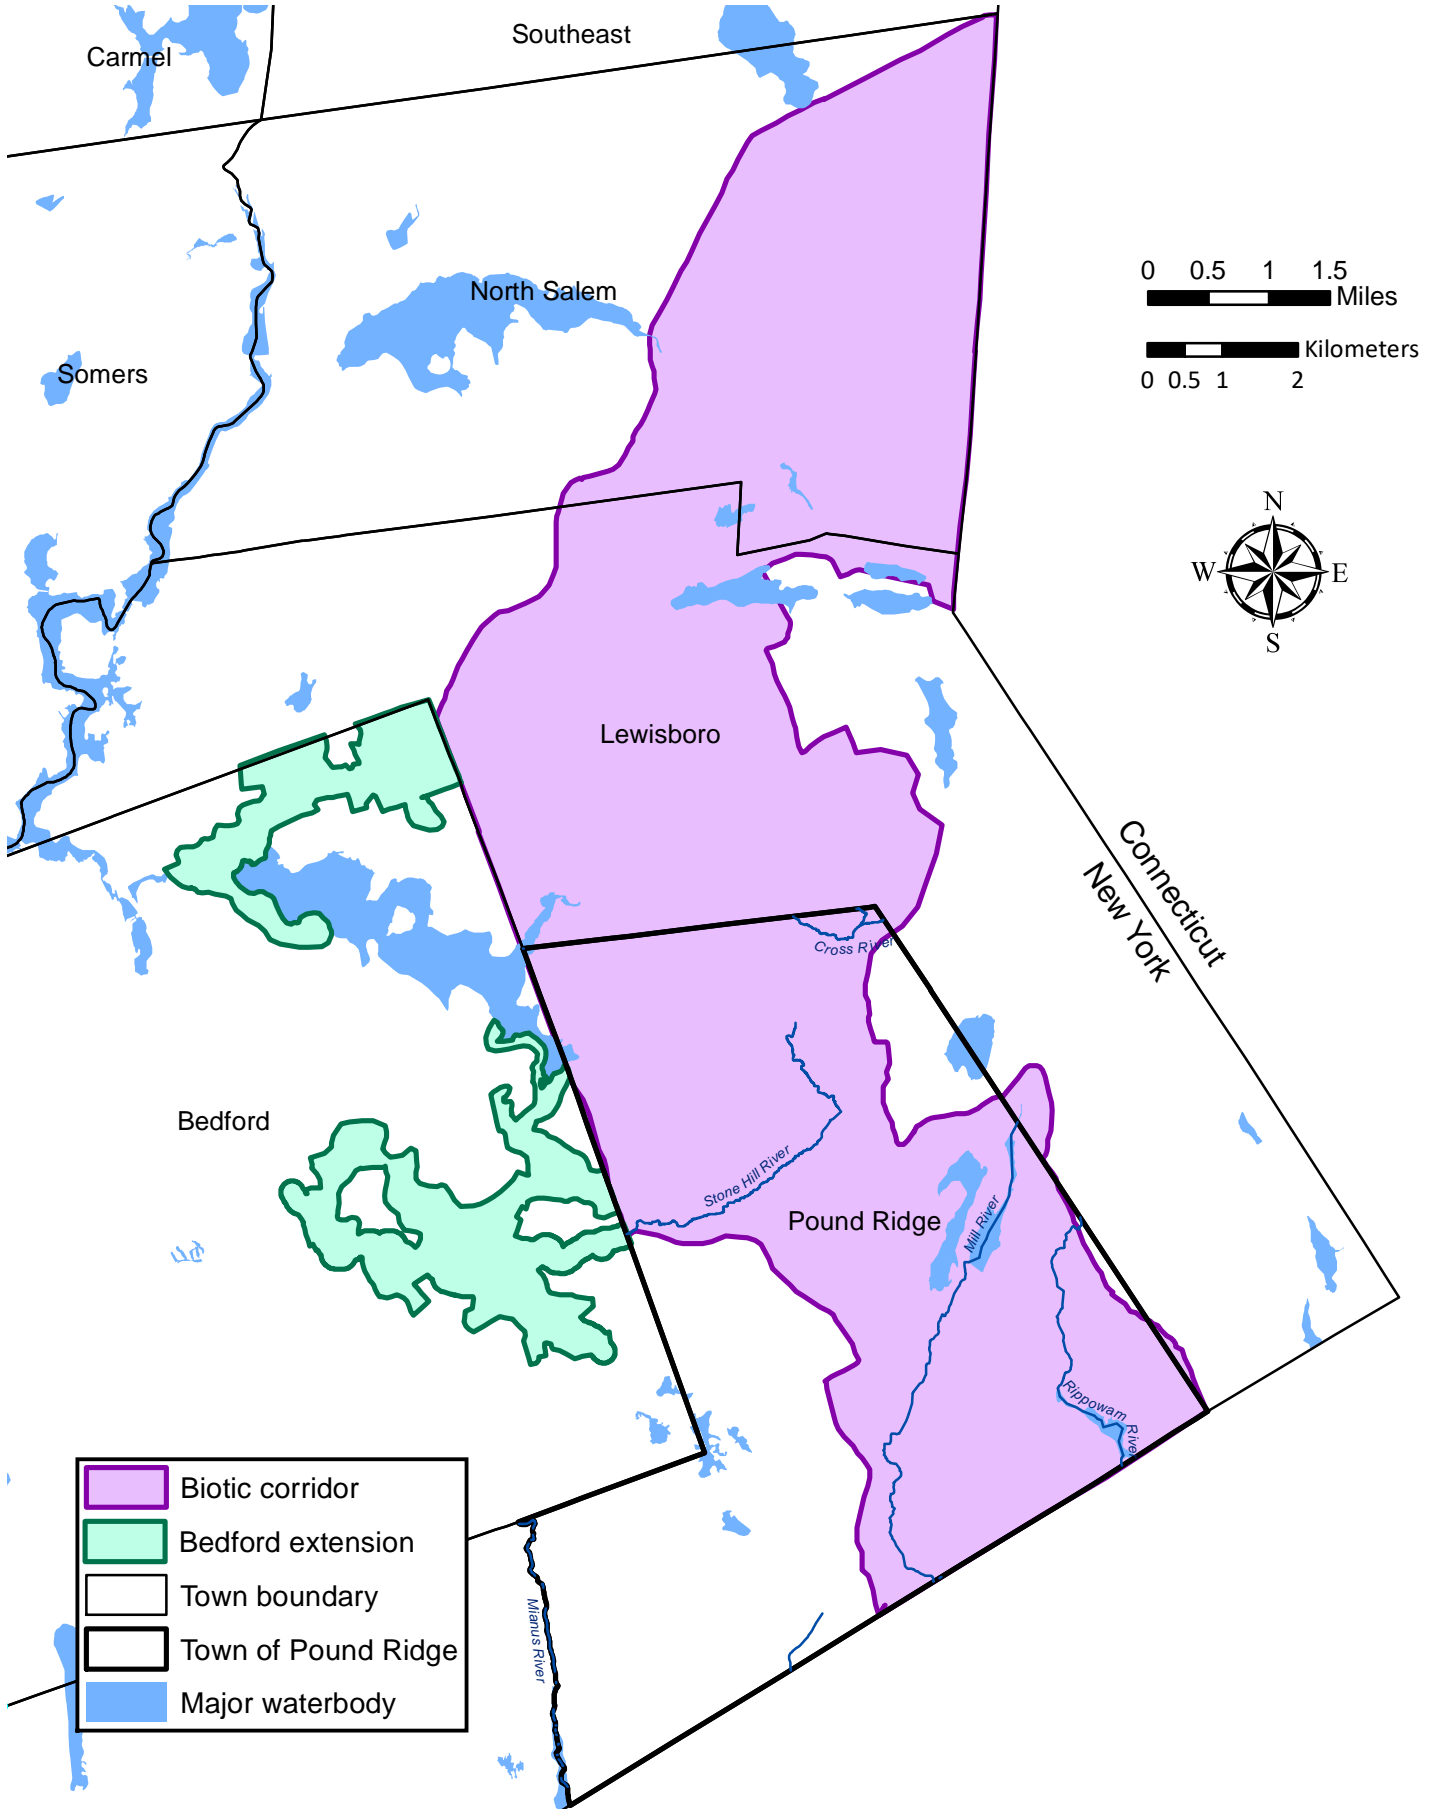 Carmel
Southeast
0 0.5 1 1.5
Miles
North Salem
Kilometers
0 0.5 1 2
Somers
N
W E
S
Lewisboro
Connecticut
New York
Cross River
Bedford
Stone Hill River
Pound Ridge
Mill River
Rippowam River
Mianus River
Biotic corridor
Bedford extension
Town boundary
Town of Pound Ridge
Major waterbody